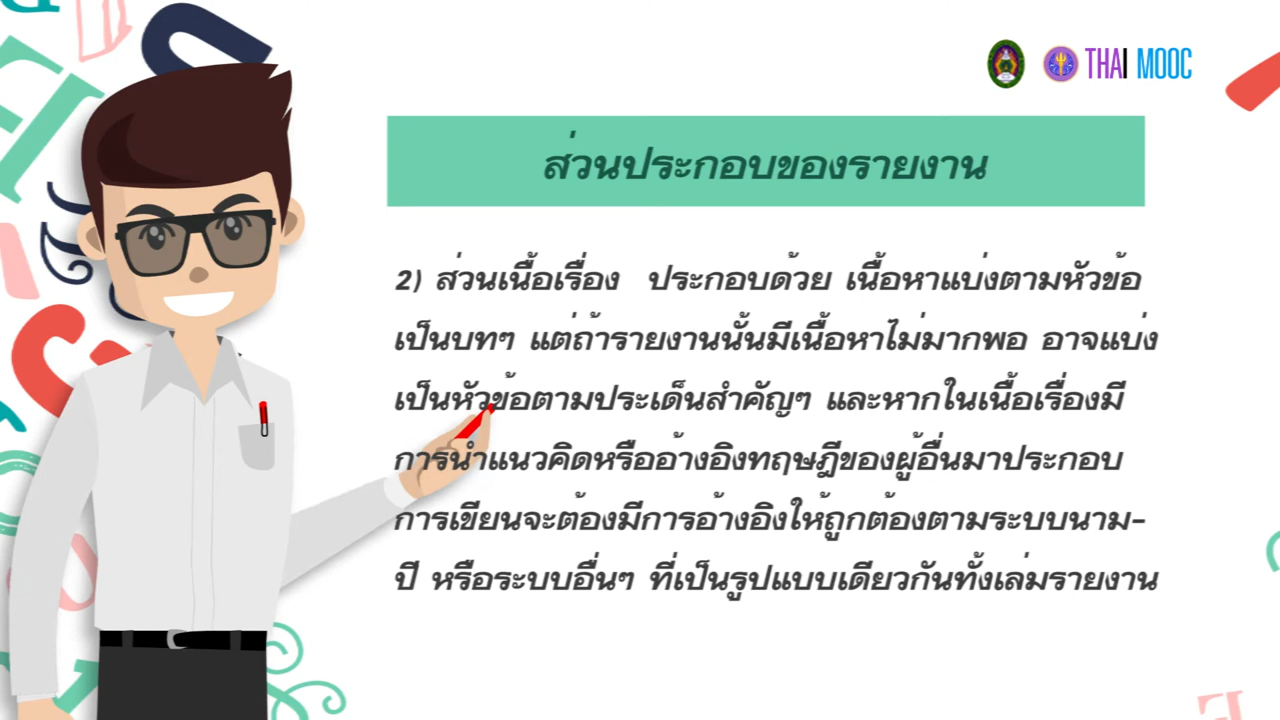 THAI MOOC
ส่วนประกอบของรายงาน
2) ส่วนเนื้อเรื่อง ประกอบด้วย เนื้อหาแบ่งตามหัวข้อ
เป็นบทๆ แต่ถ้ารายงานนั้นมีเนื้อหาไม่มากพอ อาจแบ่ง
เป็นหัวข้อตามประเด็นสำคัญๆ และหากในเนื้อเรื่องมี
การนำแนวคิดหรืออ้างอิงทฤษฎีของผู้อื่นมาประกอบ
การเขียนจะต้องมีการอ้างอิงให้ถูกต้องตามระบบนาม-
ปี หรือระบบอื่นๆ ที่เป็นรูปแบบเดียวกันทั้งเล่มรายงาน